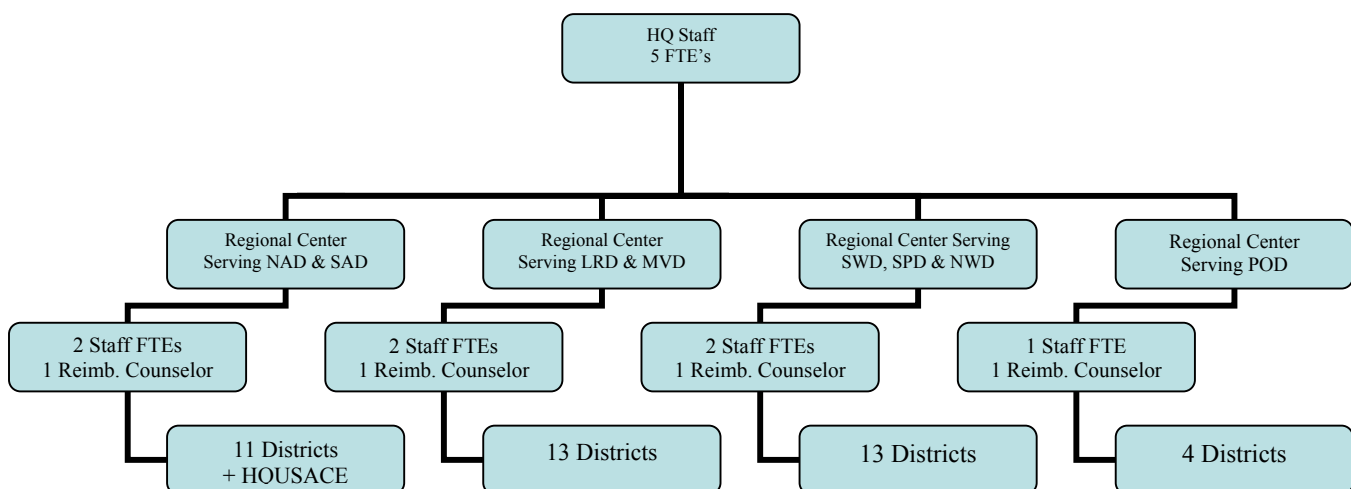 HQ Staff
5 FTE’s
Regional Center
Serving NAD & SAD
Regional Center
Serving LRD & MVD
Regional Center Serving
SWD, SPD & NWD
Regional Center
Serving POD
2 Staff FTEs
1 Reimb. Counselor
2 Staff FTEs
1 Reimb. Counselor
2 Staff FTEs
1 Reimb. Counselor
1 Staff FTE
1 Reimb. Counselor
11 Districts
+ HQUSACE
13 Districts
13 Districts
4 Districts